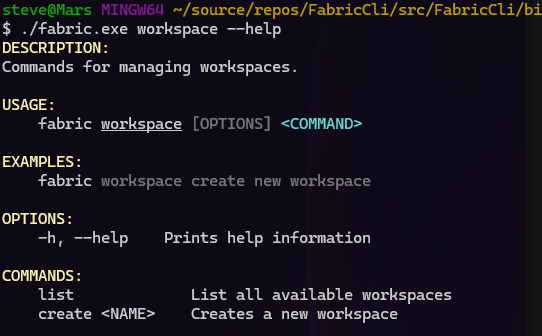 steve@Mars MINGW64 ~/source/repos/FabricCli/src/FabricCli/bi
$ ./fabric.exe workspace --help
DESCRIPTION:
Commands for managing workspaces.
USAGE:
    fabric workspace [OPTIONS] <COMMAND>
EXAMPLES:
    fabric workspace create new workspace
OPTIONS:
    -h, --help    Prints help information
COMMANDS:
    list             List all available workspaces
    create <NAME>    Creates a new workspace